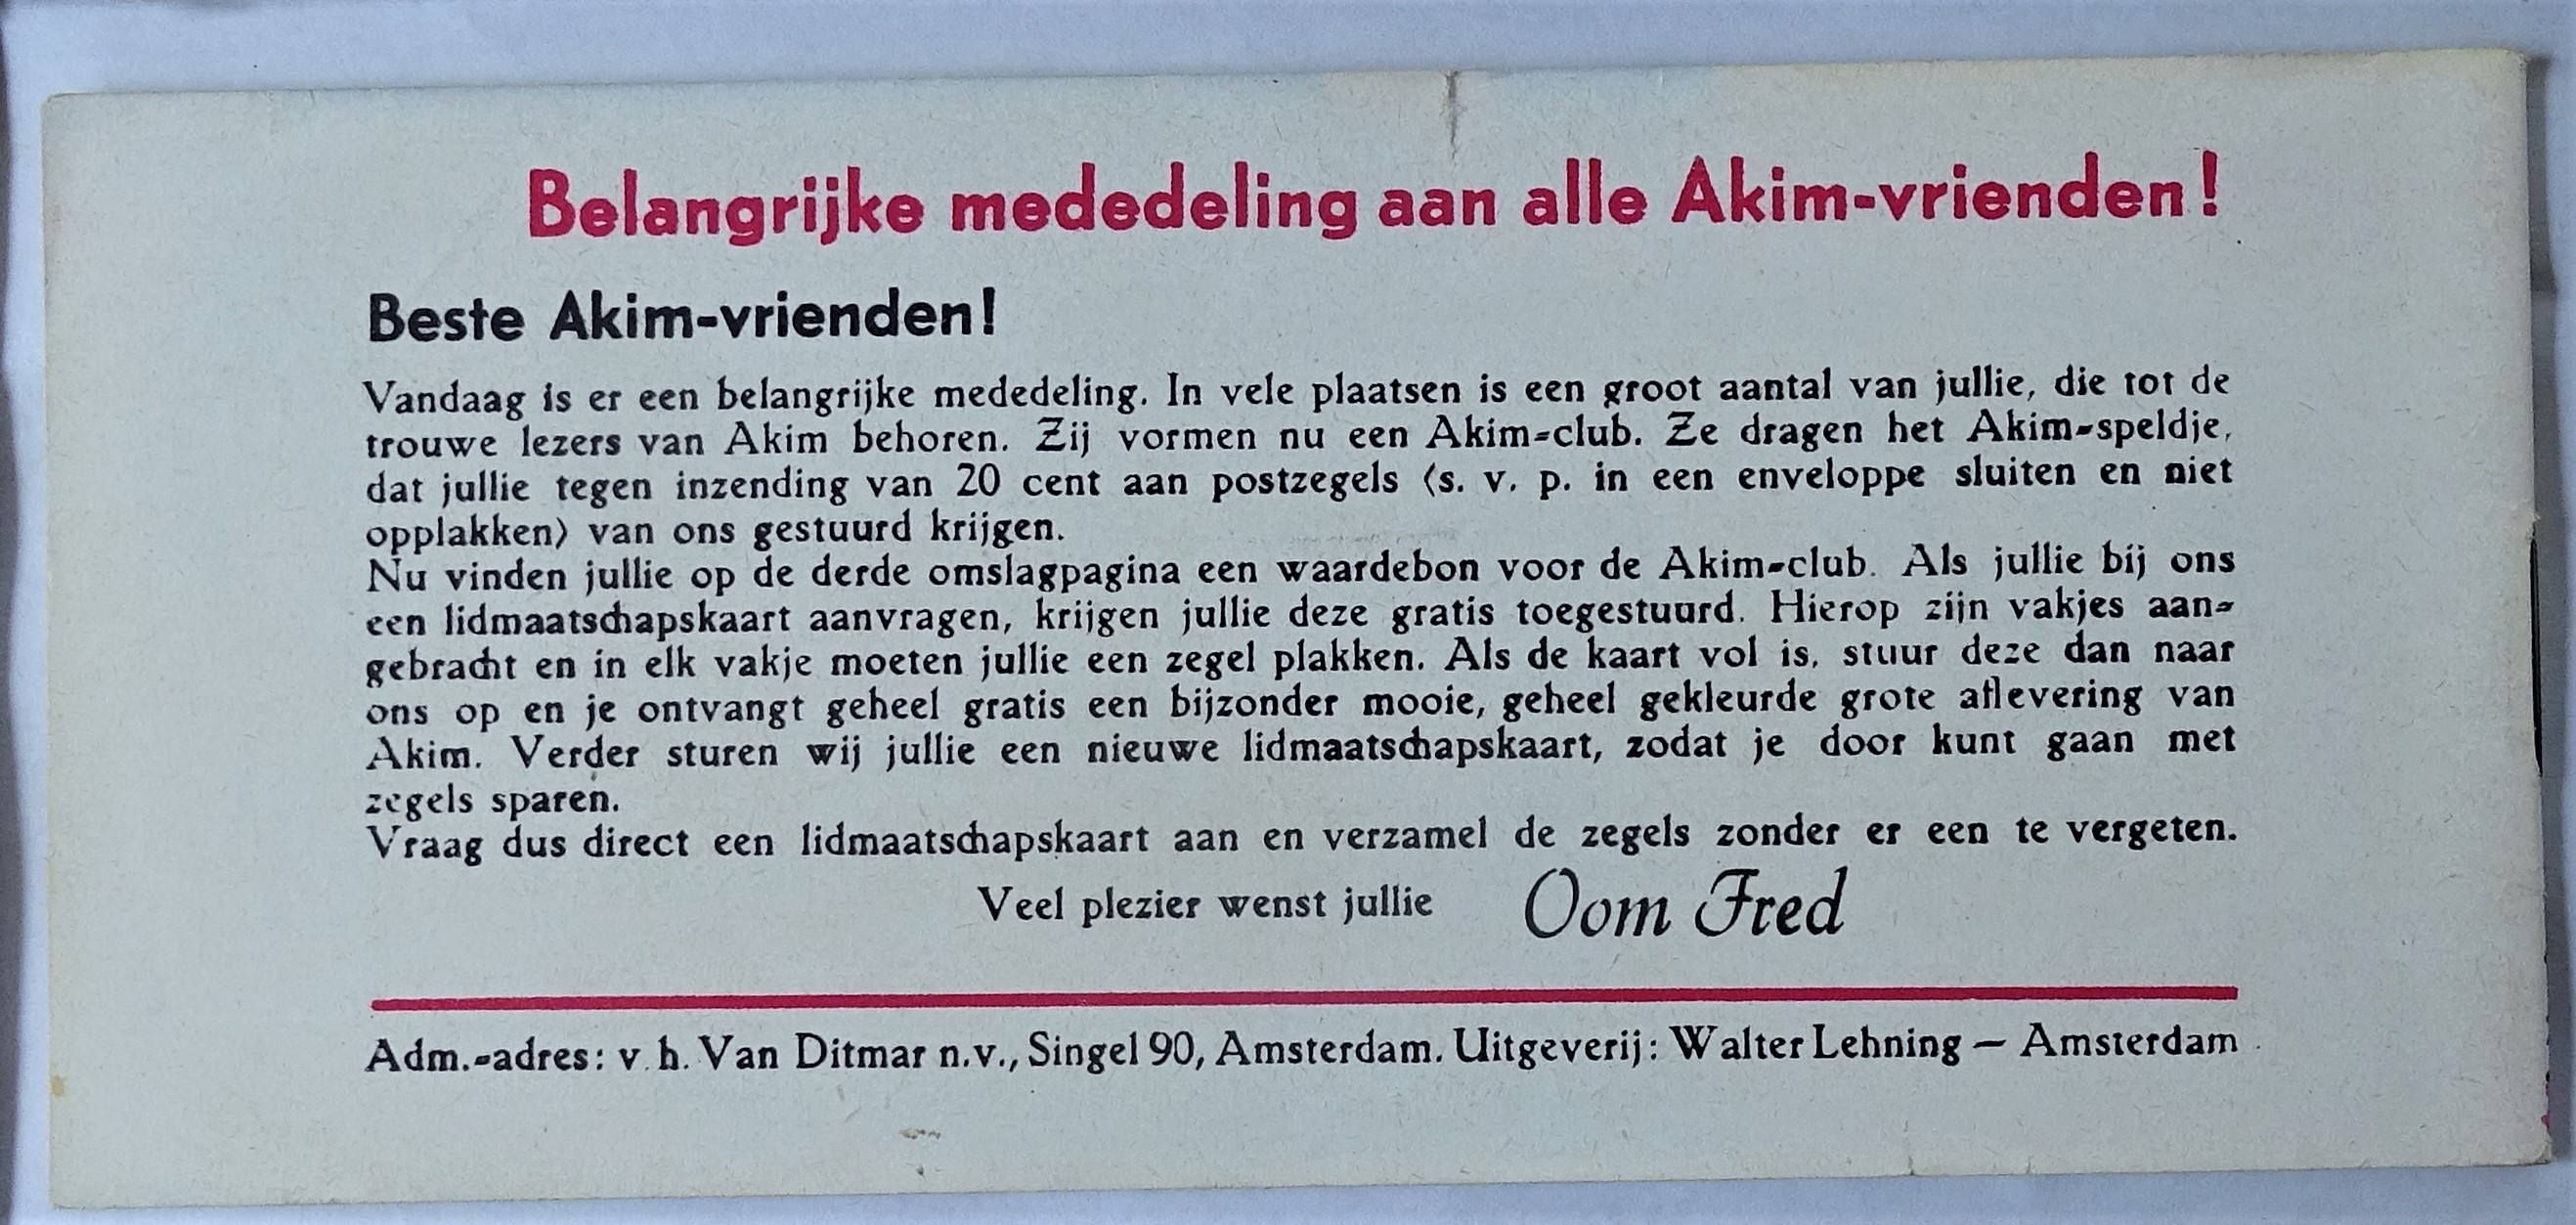 Belangrijke mededeling aan alle Akim-vrienden!
Beste Akim-vrienden!
Vandaag is er een belangrijke mededeling. In vele plaatsen is een groot aantal van jullie, die tot de
trouwe lezers van Akim behoren. Zij vormen nu een Akim-club. Ze dragen het Akim-speldje,
dat jullie tegen inzending van 20 cent aan postzegels (s. v. p. in een enveloppe sluiten en niet
opplakken) van ons gestuurd krijgen.
Nu vinden jullie op de derde omslagpagina een waardebon voor de Akim-club. Als jullie bij ons
een lidmaatschapskaart aanvragen, krijgen jullie deze gratis toegestuurd. Hierop zijn vakjes aan-
gebracht en in elk vakje moeten jullie een zegel plakken. Als de kaart vol is, stuur deze dan naar
ons op en je ontvangt geheel gratis een bijzonder mooie, geheel gekleurde grote aflevering van
Akim. Verder sturen wij jullie een nieuwe lidmaatschapskaart, zodat je door kunt gaan met
zegels sparen.
Vraag dus direct een lidmaatschapskaart aan en verzamel de zegels zonder er een te vergeten.
Veel plezier wenst jullie Oom Fred
Adm.-adres: v. h. Van Ditmar n.v., Singel 90, Amsterdam. Uitgeverij: Walter Lehning — Amsterdam